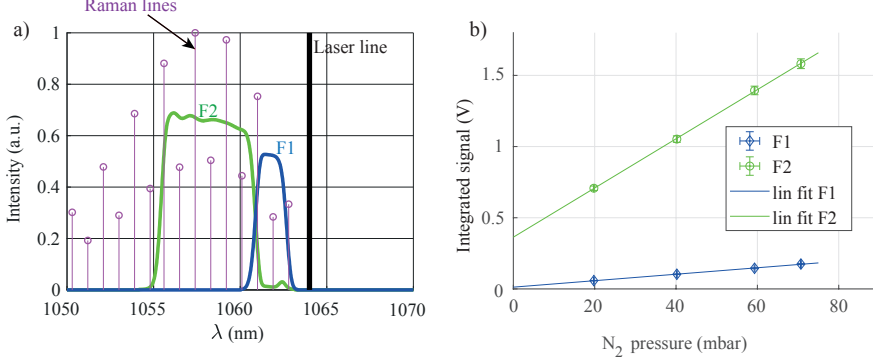 Raman lines
a)
Laser line
F2
F1
Intensity (a.u.)
1
0.8
0.6
0.4
0.2
0
1050
1055
1060
1065
1070
λ (nm)
b)
Integrated signal (V)
1.5
1
0.5
0
0
20
40
60
80
N₂ pressure (mbar)
F1
F2
lin fit F1
lin fit F2